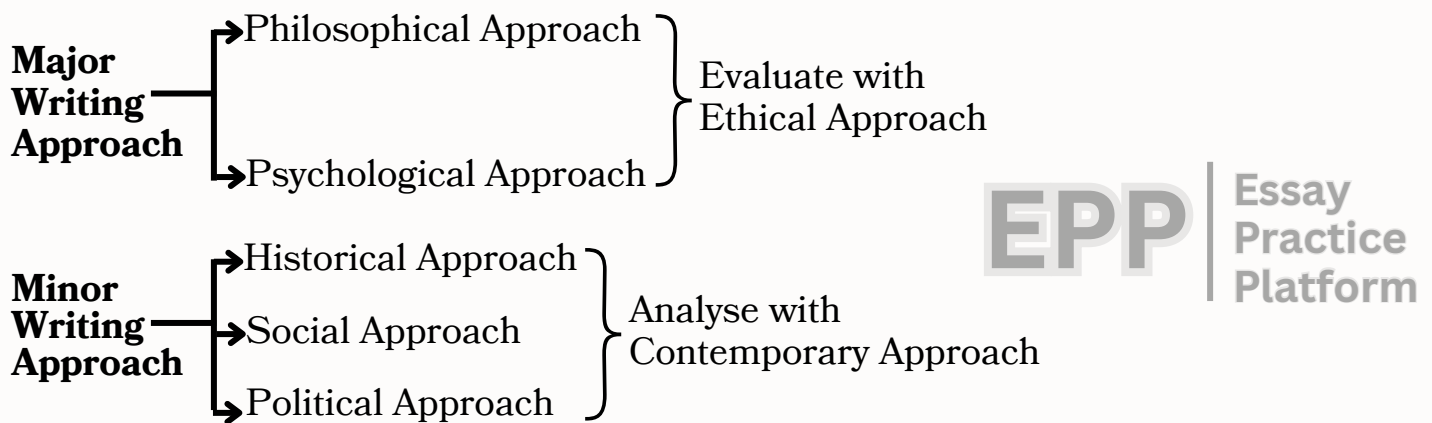 Major
Writing
Approach
Philosophical Approach
Psychological Approach
Evaluate with
Ethical Approach
Minor
Writing
Approach
Historical Approach
Social Approach
Political Approach
Analyse with
Contemporary Approach
EPP
Essay
Practice
Platform